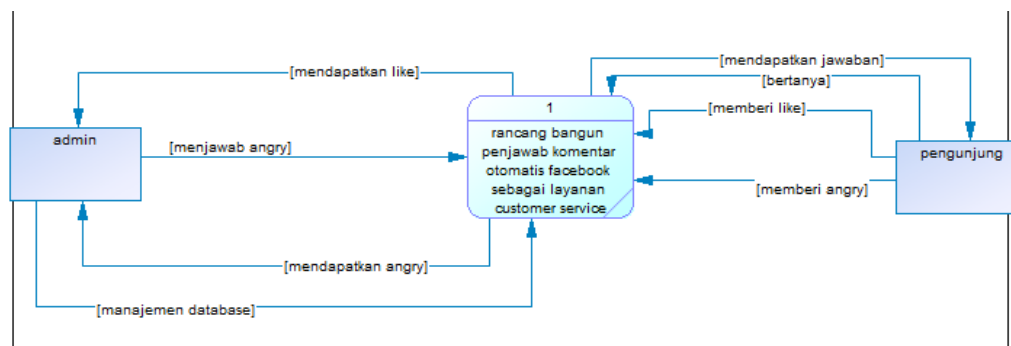 [mendapatkan jawaban]
[mendapatkan like]
[bertanya]
1
[memberi like]
rancang bangun
penjawab komentar
otomatis facebook
sebagai layanan
customer service
admin
[menjawab angry]
pengunjung
[memberi angry]
[mendapatkan angry]
[manajemen database]